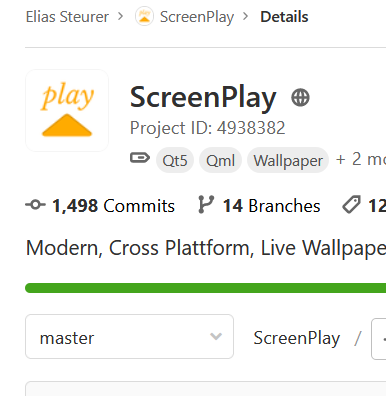 Elias Steurer > ScreenPlay > Details
play
ScreenPlay
Project ID: 4938382
Qt5 Qml Wallpaper + 2 mo
1,498 Commits 14 Branches 12
Modern, Cross Plattform, Live Wallpape
master ScreenPlay /